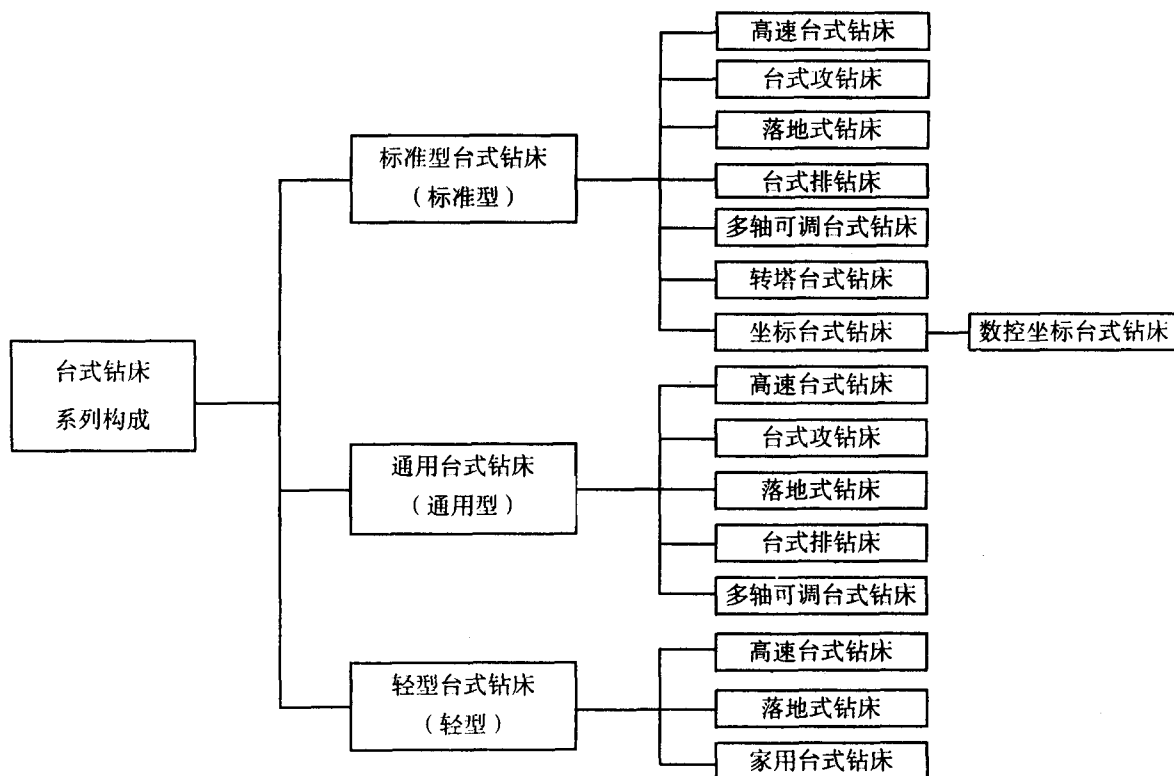 台式钻床
系列构成
标准型台式钻床
（标准型）
高速台式钻床
台式攻钻床
落地式钻床
台式排钻床
多轴可调台式钻床
转塔台式钻床
坐标台式钻床
数控坐标台式钻床
通用台式钻床
（通用型）
高速台式钻床
台式攻钻床
落地式钻床
台式排钻床
多轴可调台式钻床
轻型台式钻床
（轻型）
高速台式钻床
落地式钻床
家用台式钻床